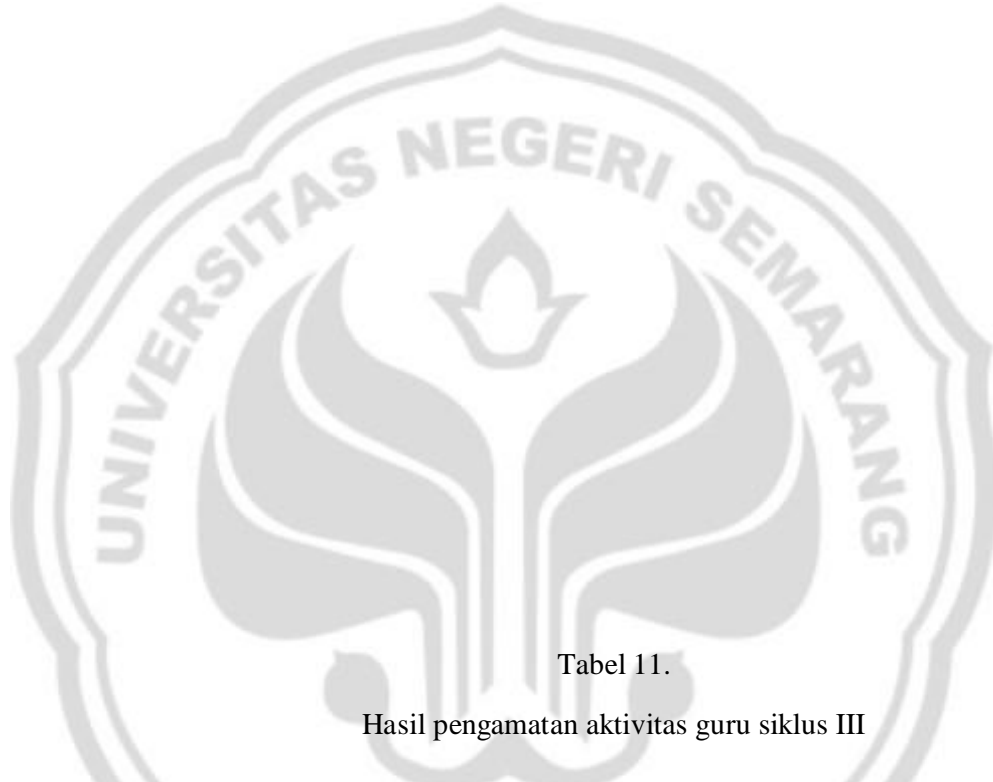 UNIVERSITAS NEGERI SEMARANG
Tabel 11.
Hasil pengamatan aktivitas guru siklus III